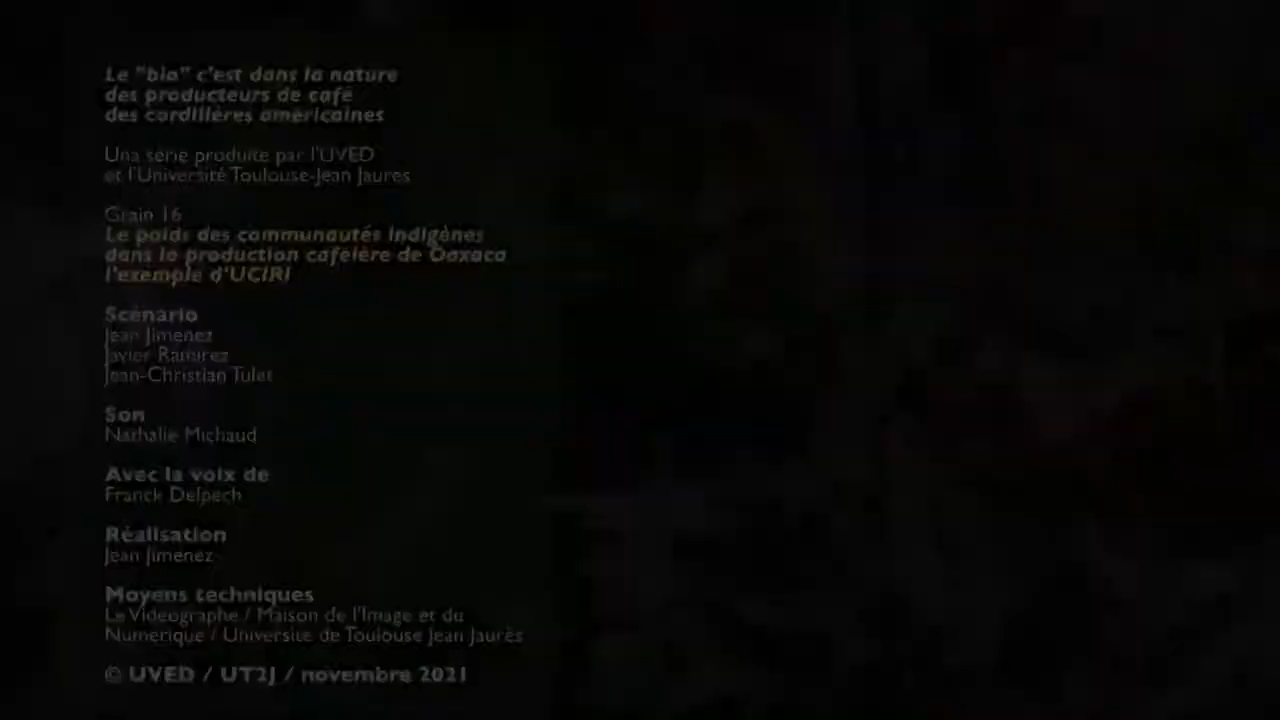 Le "bio" c'est dans la nature
des producteurs de café
des cordillères américaines
Una série produite par l'UVED
et l'Université Toulouse-Jean Jaures
Grain 16
Le poids des communautés indigènes
dans la production cafeière de Oaxaca
l'exemple d'UCIRI
Scénario
Jean Jimenez
Javier Ramirez
Jean-Christian Tulet
Son
Nathalie Michaud
Avec la voix de
Franck Delpech
Réalisation
Jean Jimenez
Moyens techniques
Le Vidéographe / Maison de l'Image et du
Numérique / Université de Toulouse Jean Jaurès
© UVED / UT2J / novembre 2021